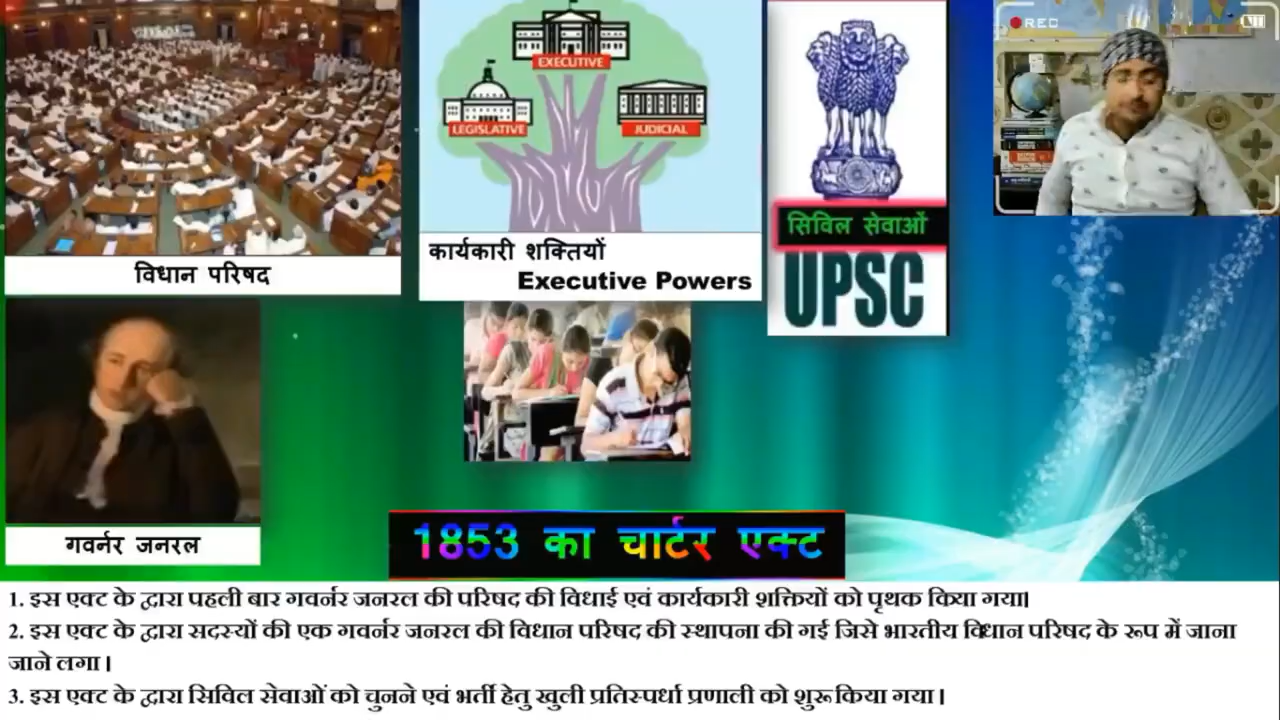 REC
EXECUTIVE
LEGISLATIVE
JUDICIAL
कार्यकारी शक्तियों
Executive Powers
विधान परिषद
सिविल सेवाओं
UPSC
गवर्नर जनरल
1853 का चार्टर एक्ट
1. इस एक्ट के द्वारा पहली बार गवर्नर जनरल की परिषद की विधाई एवं कार्यकारी शक्तियों को पृथक किया गया।
2. इस एक्ट के द्वारा सदस्यों की एक गवर्नर जनरल की विधान परिषद की स्थापना की गई जिसे भारतीय विधान परिषद के रूप में जाना
जाने लगा।
3. इस एक्ट के द्वारा सिविल सेवाओं को चुनने एवं भर्ती हेतु खुली प्रतिस्पर्धा प्रणाली को शुरू किया गया।